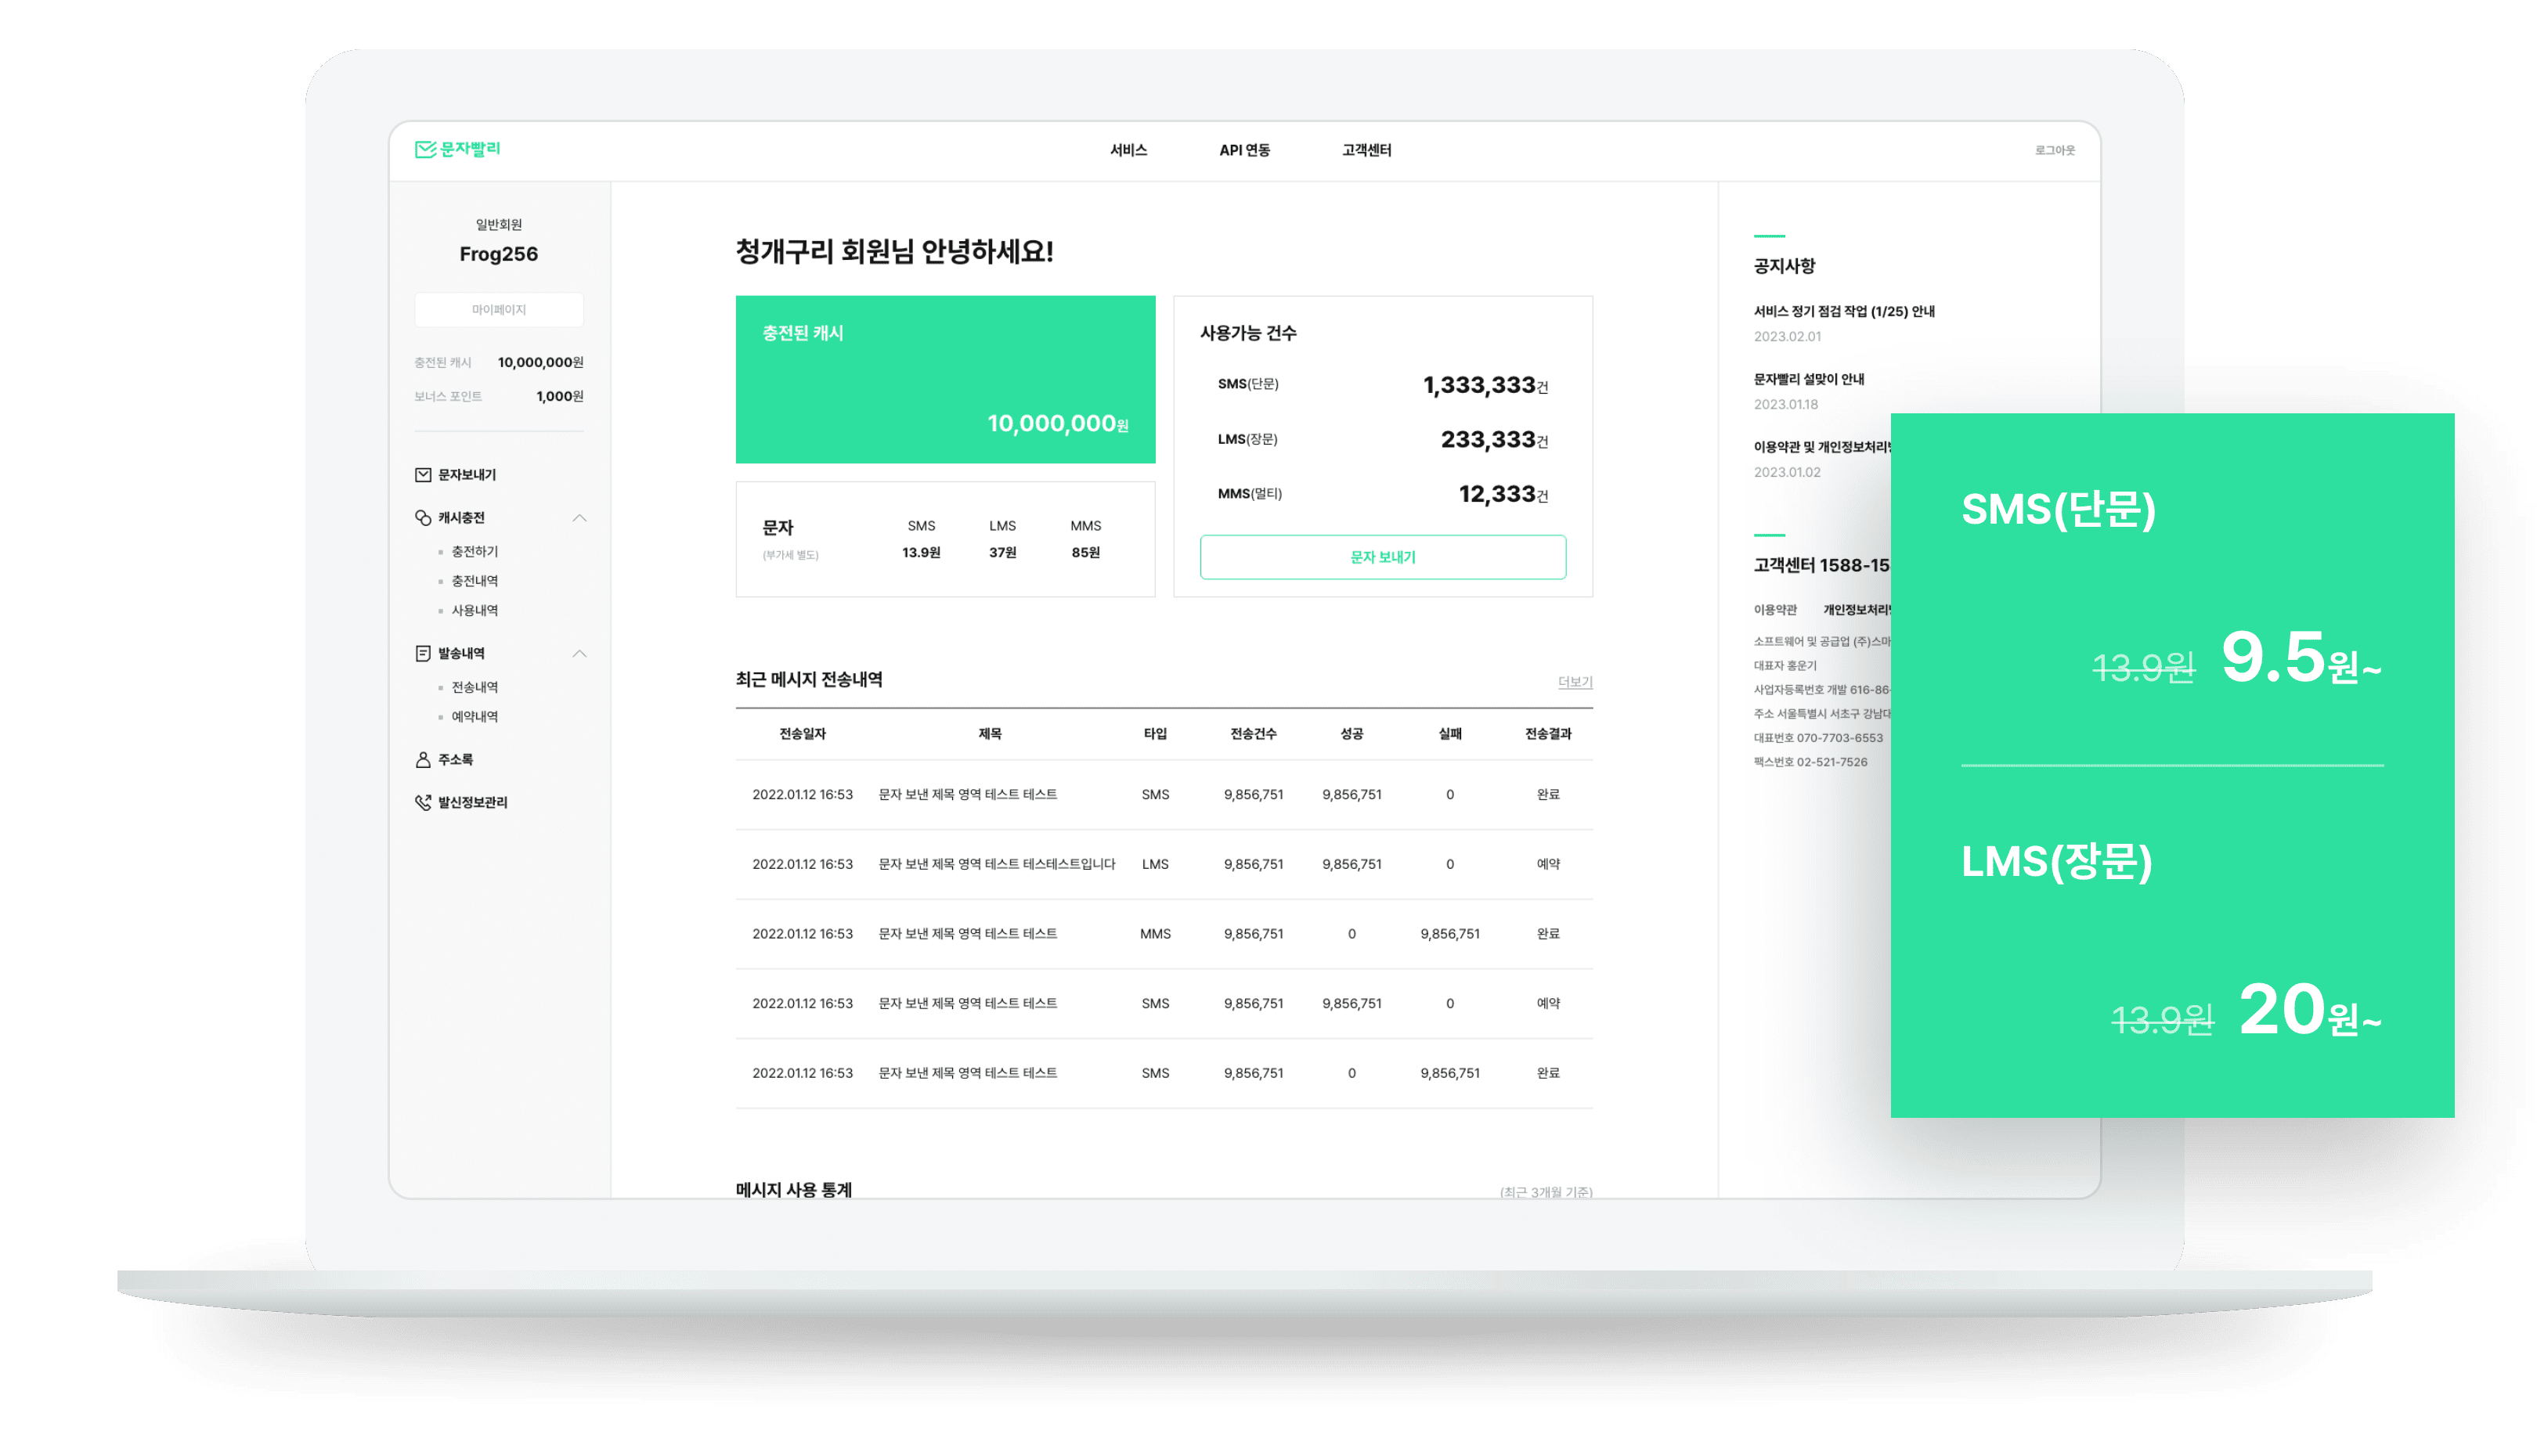 문자빨리
서비스 API 연동 고객센터
로그아웃
일반회원
Frog256
마이페이지
충전된 캐시 10,000,000원
보너스 포인트 1,000원
문자보내기
캐시충전
충전하기
충전내역
사용내역
발송내역
전송내역
예약내역
주소록
발신정보관리
청개구리 회원님 안녕하세요!
충전된 캐시
10,000,000원
문자 SMS LMS MMS
(부가세 별도) 13.9원 37원 85원
사용가능 건수
SMS(단문) 1,333,333건
LMS(장문) 233,333건
MMS(멀티) 12,333건
문자 보내기
최근 메시지 전송내역 더보기
전송일자 제목 타입 전송건수 성공 실패 전송결과
2022.01.12 16:53 문자 보낸 제목 영역 테스트 테스트 SMS 9,856,751 9,856,751 0 완료
2022.01.12 16:53 문자 보낸 제목 영역 테스트 테스테스트입니다 LMS 9,856,751 9,856,751 0 예약
2022.01.12 16:53 문자 보낸 제목 영역 테스트 테스트 MMS 9,856,751 0 9,856,751 완료
2022.01.12 16:53 문자 보낸 제목 영역 테스트 테스트 SMS 9,856,751 9,856,751 0 예약
2022.01.12 16:53 문자 보낸 제목 영역 테스트 테스트 SMS 9,856,751 0 9,856,751 완료
메시지 사용 통계 (최근 3개월 기준)
공지사항
서비스 정기 점검 작업 (1/25) 안내
2023.02.01
문자빨리 설맞이 안내
2023.01.18
이용약관 및 개인정보처리
2023.01.02
고객센터 1588-15
이용약관 개인정보처리
소프트웨어 및 공급업 (주)스마
대표자 홍운기
사업자등록번호 개발 616-86-
주소 서울특별시 서초구 강남대
대표번호 070-7703-6553
팩스번호 02-521-7526
SMS(단문)
13.9원 9.5원~
LMS(장문)
13.9원 20원~